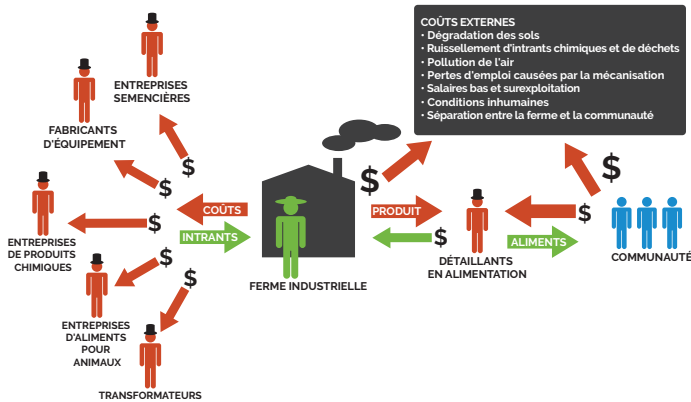 COÛTS EXTERNES
• Dégradation des sols
• Ruissellement d'intrants chimiques et de déchets
• Pollution de l'air
• Pertes d'emploi causées par la mécanisation
• Salaires bas et surexploitation
• Conditions inhumaines
• Séparation entre la ferme et la communauté
ENTREPRISES
SEMENCIÈRES
FABRICANTS
D'ÉQUIPEMENT
$
$
$
$
$
ENTREPRISES
DE PRODUITS
CHIMIQUES
ENTREPRISES
D'ALIMENTS
POUR
ANIMAUX
TRANSFORMATEURS
COÛTS
INTRANTS
FERME INDUSTRIELLE
$
PRODUIT
$
DÉTAILLANTS
EN ALIMENTATION
$
$
ALIMENTS
COMMUNAUTÉ